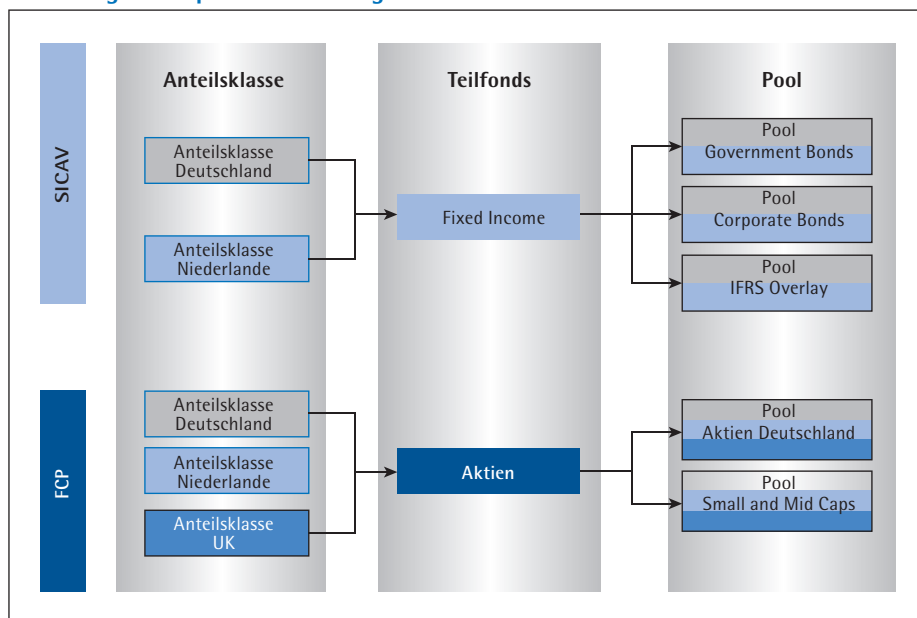 Anteilsklasse
Teilfonds
Pool
SICAV
Anteilsklasse
Deutschland
Anteilsklasse
Niederlande
Fixed Income
Pool
Government Bonds
Pool
Corporate Bonds
Pool
IFRS Overlay
FCP
Anteilsklasse
Deutschland
Anteilsklasse
Niederlande
Anteilsklasse
UK
Aktien
Pool
Aktien Deutschland
Pool
Small and Mid Caps